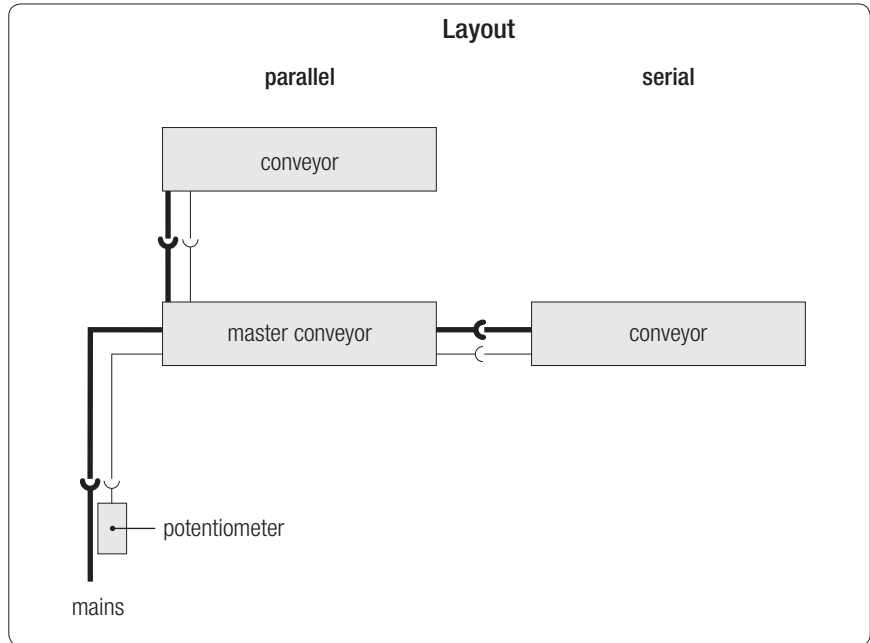 Layout
parallel
serial
conveyor
master conveyor
conveyor
potentiometer
mains